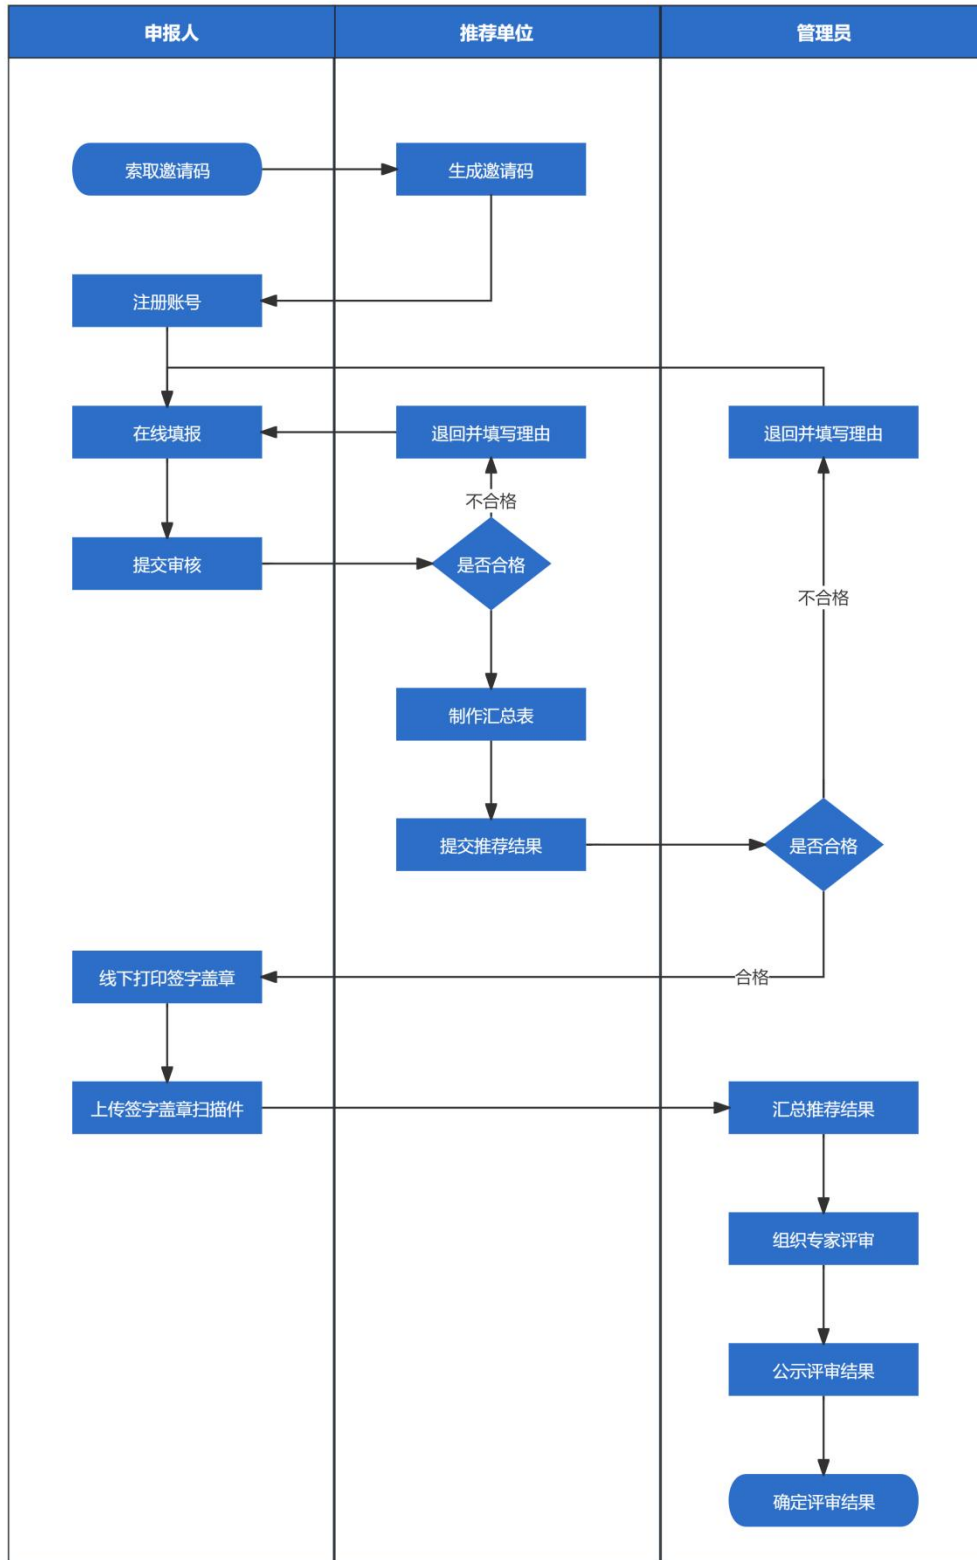 申报人
推荐单位
管理员
索取邀请码
生成邀请码
注册账号
在线填报
退回并填写理由
退回并填写理由
不合格
提交审核
是否合格
不合格
制作汇总表
提交推荐结果
是否合格
线下打印签字盖章
合格
上传签字盖章扫描件
汇总推荐结果
组织专家评审
公示评审结果
确定评审结果